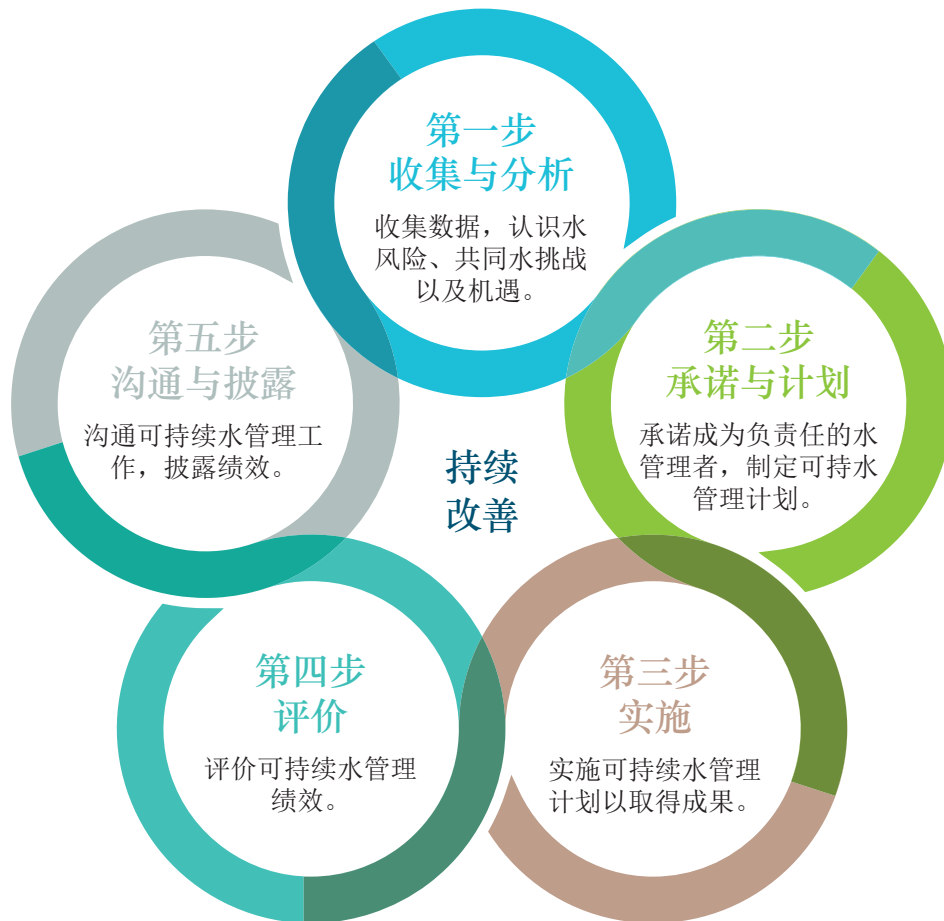 第一步
收集与分析
收集数据，认识水
风险、共同水挑战
以及机遇。
第二步
承诺与计划
承诺成为负责任的水
管理者，制定可持水
管理计划。
第三步
实施
实施可持续水管理
计划以取得成果。
第四步
评价
评价可持续水管理
绩效。
第五步
沟通与披露
沟通可持续水管理工
作，披露绩效。
持续
改善